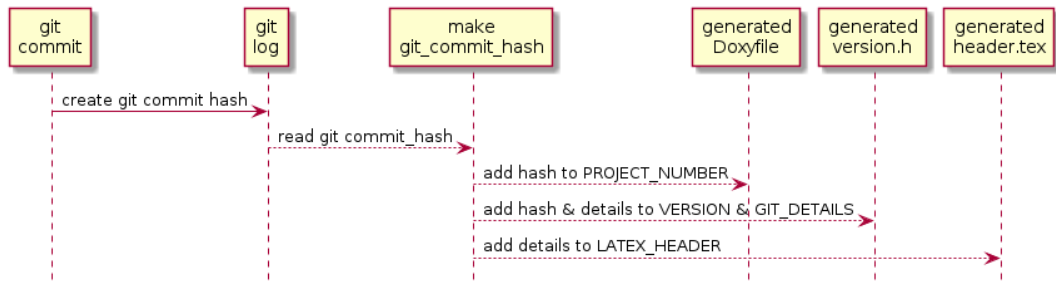 git
commit
git
log
make
git_commit_hash
generated
Doxyfile
generated
version.h
generated
header.tex
create git commit hash
read git commit_hash
add hash to PROJECT_NUMBER
add hash & details to VERSION & GIT_DETAILS
add details to LATEX_HEADER